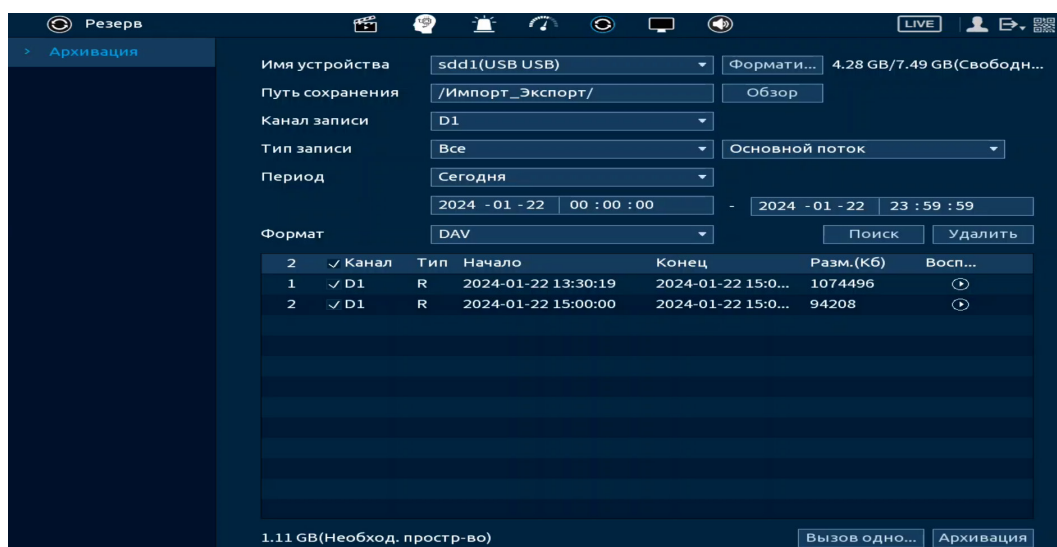 Резерв LIVE
Архивация
Имя устройства sdd1(USB USB) Формати... 4.28 GB/7.49 GB(Свободн...
Путь сохранения /Импорт_Экспорт/ Обзор
Канал записи D1
Тип записи Все Основной поток
Период Сегодня
2024 - 01 - 22 00 : 00 : 00 - 2024 - 01 - 22 23 : 59 : 59
Формат DAV Поиск Удалить
2 Канал Тип Начало Конец Разм.(Кб) Восп...
1 D1 R 2024-01-22 13:30:19 2024-01-22 15:0... 1074496
2 D1 R 2024-01-22 15:00:00 2024-01-22 15:0... 94208
1.11 GB(Необход. простр-во) Вызов одно... Архивация